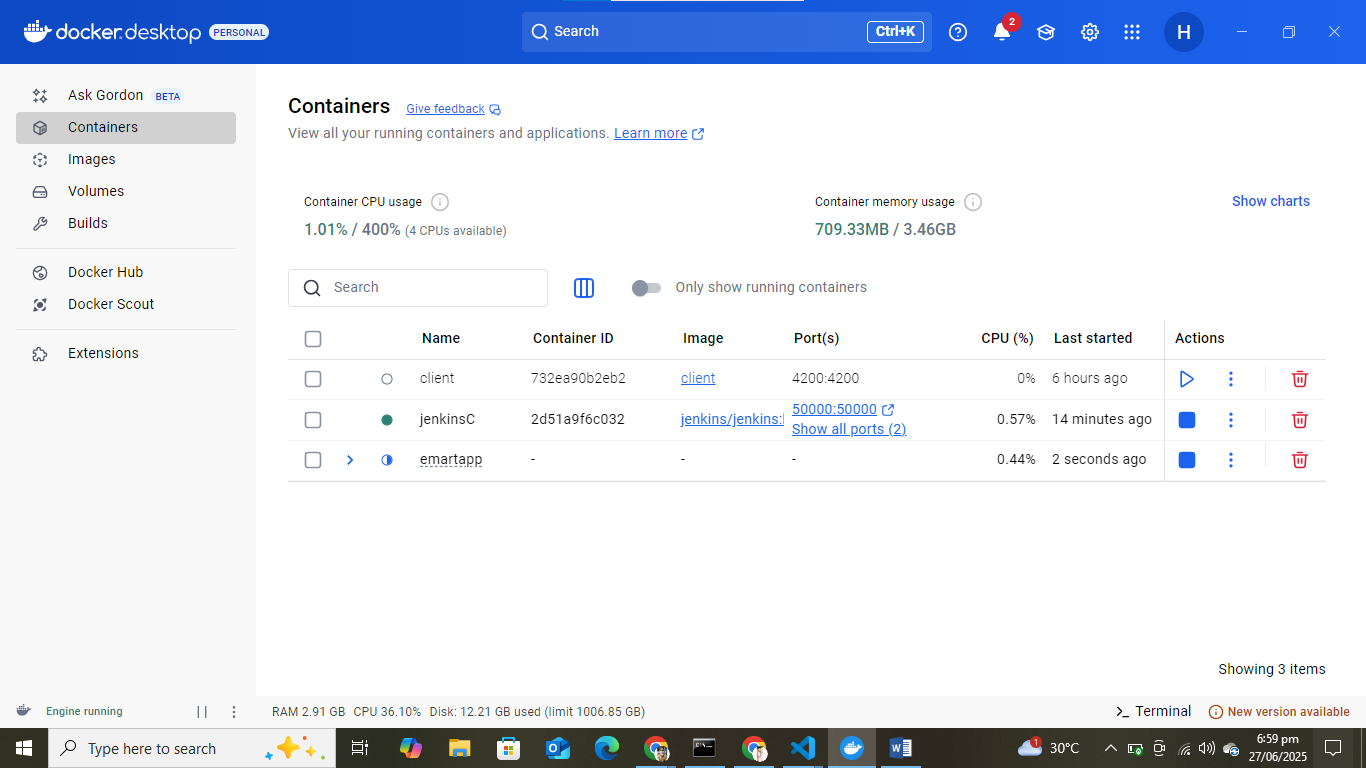 docker.desktop PERSONAL
Search Ctrl+K
2
H
Ask Gordon BETA
Containers
Images
Volumes
Builds
Docker Hub
Docker Scout
Extensions
Containers Give feedback
View all your running containers and applications. Learn more
Container CPU usage
1.01% / 400% (4 CPUs available)
Container memory usage
709.33MB / 3.46GB
Show charts
Search
Only show running containers
Name Container ID Image Port(s) CPU (%) Last started Actions
client 732ea90b2eb2 client 4200:4200 0% 6 hours ago
jenkinsC 2d51a9f6c032 jenkins/jenkins: 50000:50000 0.57% 14 minutes ago
Show all ports (2)
emartapp - - - 0.44% 2 seconds ago
Showing 3 items
Engine running RAM 2.91 GB CPU 36.10% Disk: 12.21 GB used (limit 1006.85 GB) Terminal New version available
Type here to search 1 30°C 6:59 pm
27/06/2025